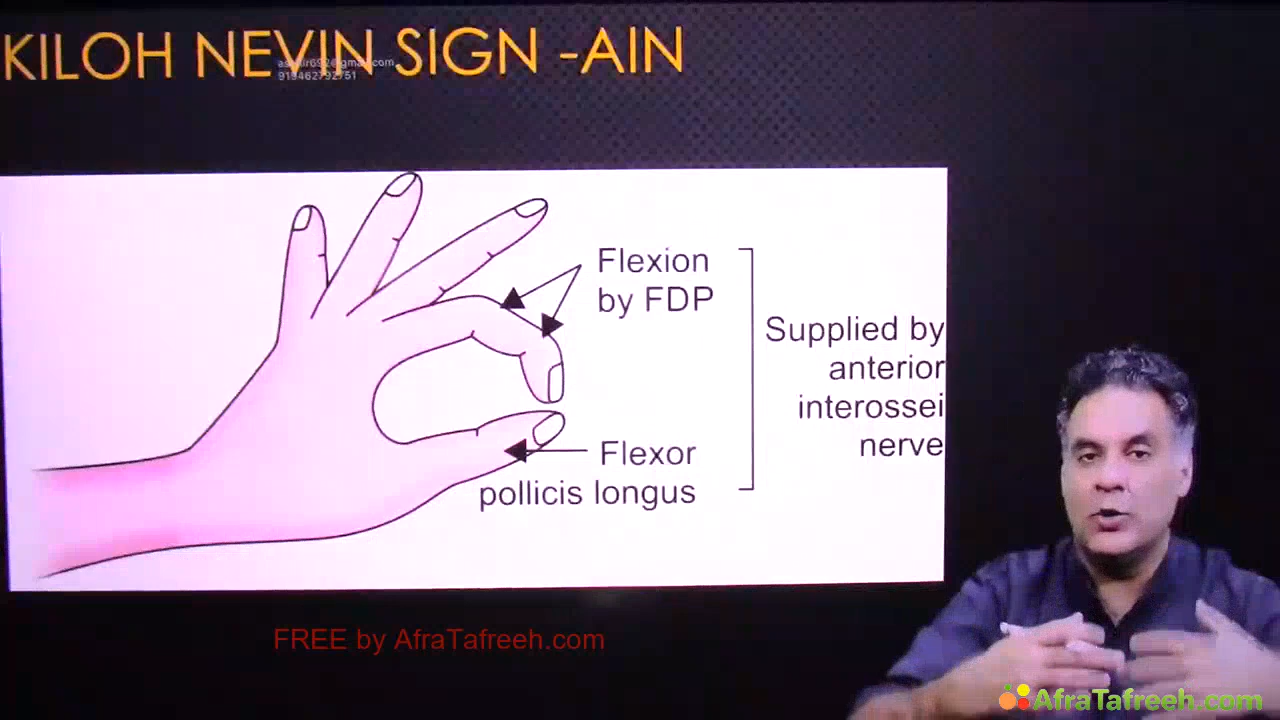 KILOH NEVIN SIGN -AIN
919462792751
Flexion
by FDP
Supplied by
anterior
interossei
nerve
Flexor
pollicis longus
FREE by AfraTafreeh.com
AfraTafreeh.com